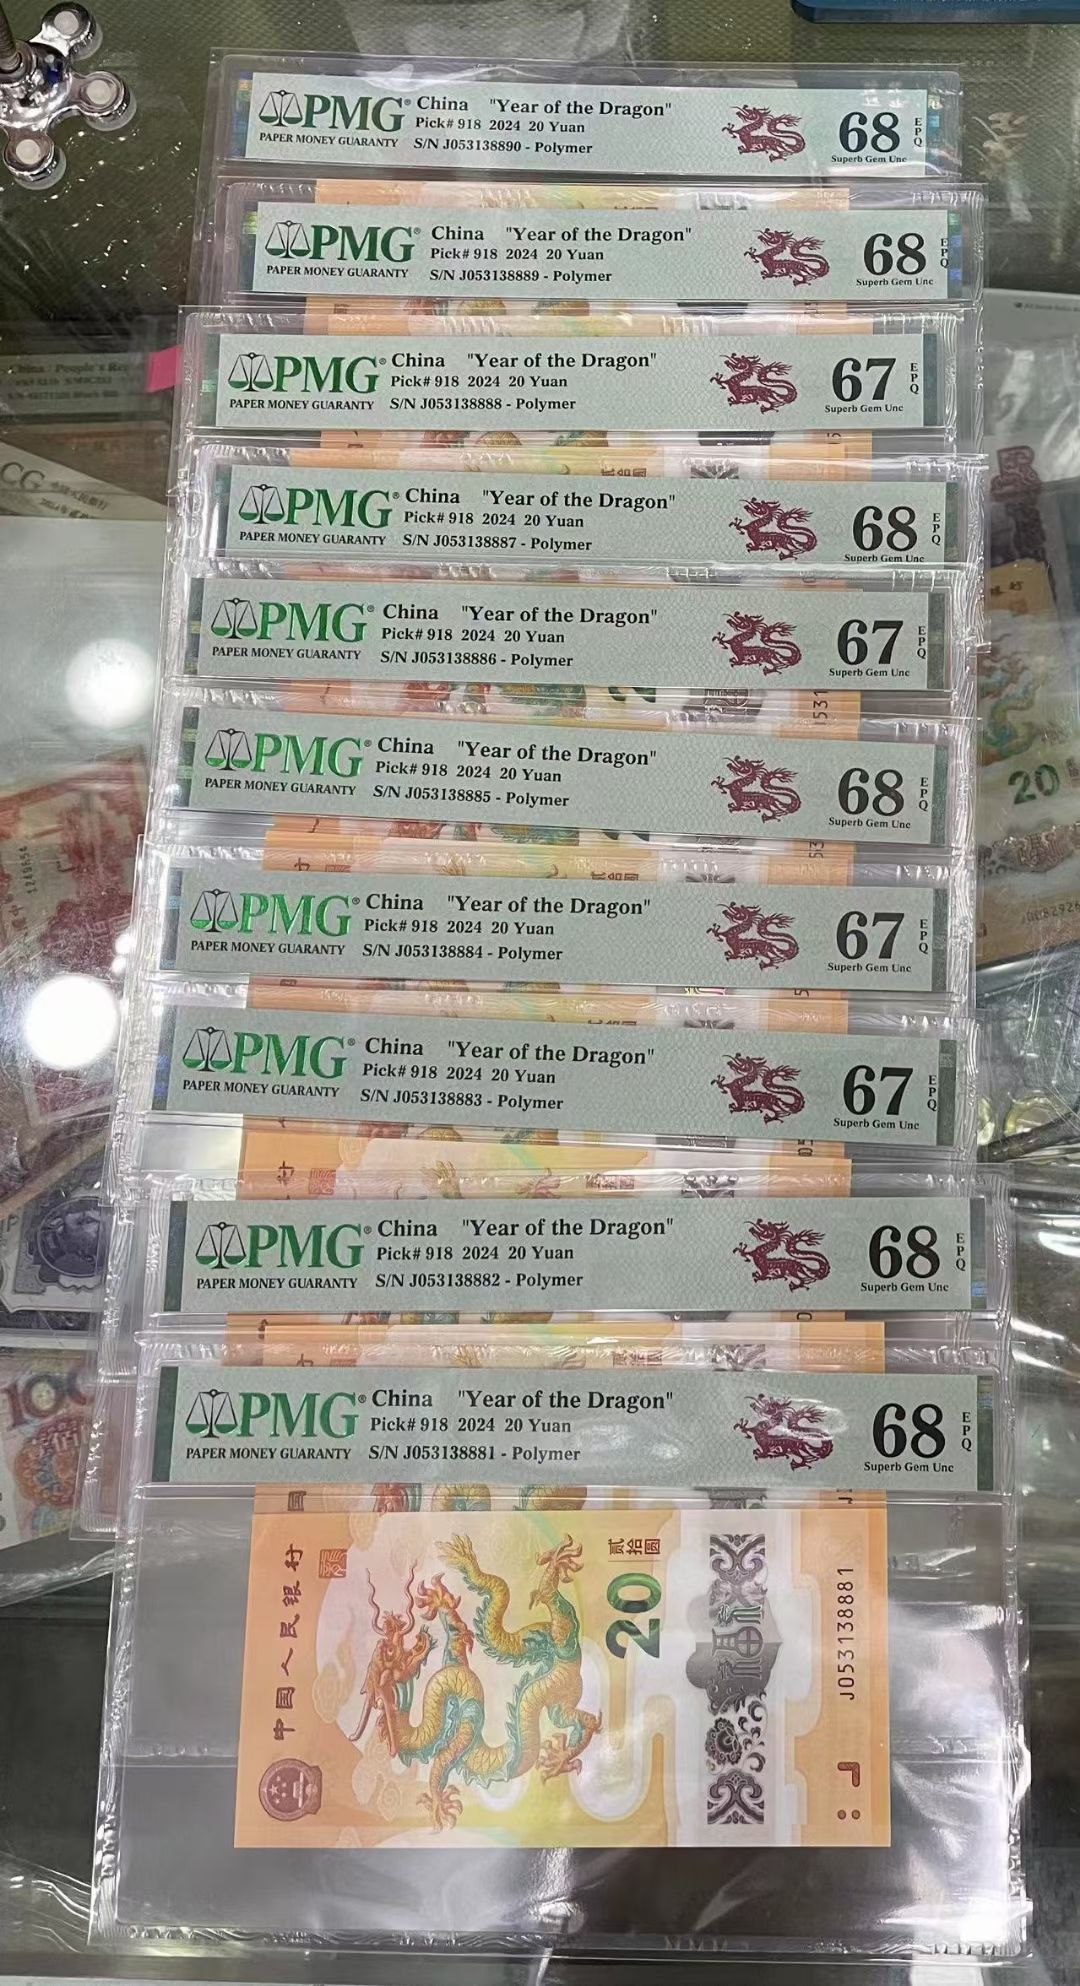 PMG® China "Year of the Dragon"
Pick# 918 2024 20 Yuan
PAPER MONEY GUARANTY S/N J053138890 - Polymer
68 EPQ
Superb Gem Unc
PMG® China "Year of the Dragon"
Pick# 918 2024 20 Yuan
PAPER MONEY GUARANTY S/N J053138889 - Polymer
68 EPQ
Superb Gem Unc
PMG® China "Year of the Dragon"
Pick# 918 2024 20 Yuan
PAPER MONEY GUARANTY S/N J053138888 - Polymer
67 EPQ
Superb Gem Unc
PMG® China "Year of the Dragon"
Pick# 918 2024 20 Yuan
PAPER MONEY GUARANTY S/N J053138887 - Polymer
68 EPQ
Superb Gem Unc
PMG® China "Year of the Dragon"
Pick# 918 2024 20 Yuan
PAPER MONEY GUARANTY S/N J053138886 - Polymer
67 EPQ
Superb Gem Unc
PMG® China "Year of the Dragon"
Pick# 918 2024 20 Yuan
PAPER MONEY GUARANTY S/N J053138885 - Polymer
68 EPQ
Superb Gem Unc
PMG® China "Year of the Dragon"
Pick# 918 2024 20 Yuan
PAPER MONEY GUARANTY S/N J053138884 - Polymer
67 EPQ
Superb Gem Unc
PMG® China "Year of the Dragon"
Pick# 918 2024 20 Yuan
PAPER MONEY GUARANTY S/N J053138883 - Polymer
67 EPQ
Superb Gem Unc
PMG® China "Year of the Dragon"
Pick# 918 2024 20 Yuan
PAPER MONEY GUARANTY S/N J053138882 - Polymer
68 EPQ
Superb Gem Unc
PMG® China "Year of the Dragon"
Pick# 918 2024 20 Yuan
PAPER MONEY GUARANTY S/N J053138881 - Polymer
68 EPQ
Superb Gem Unc
中国人民银行
贰拾圆
20
J053138881
20